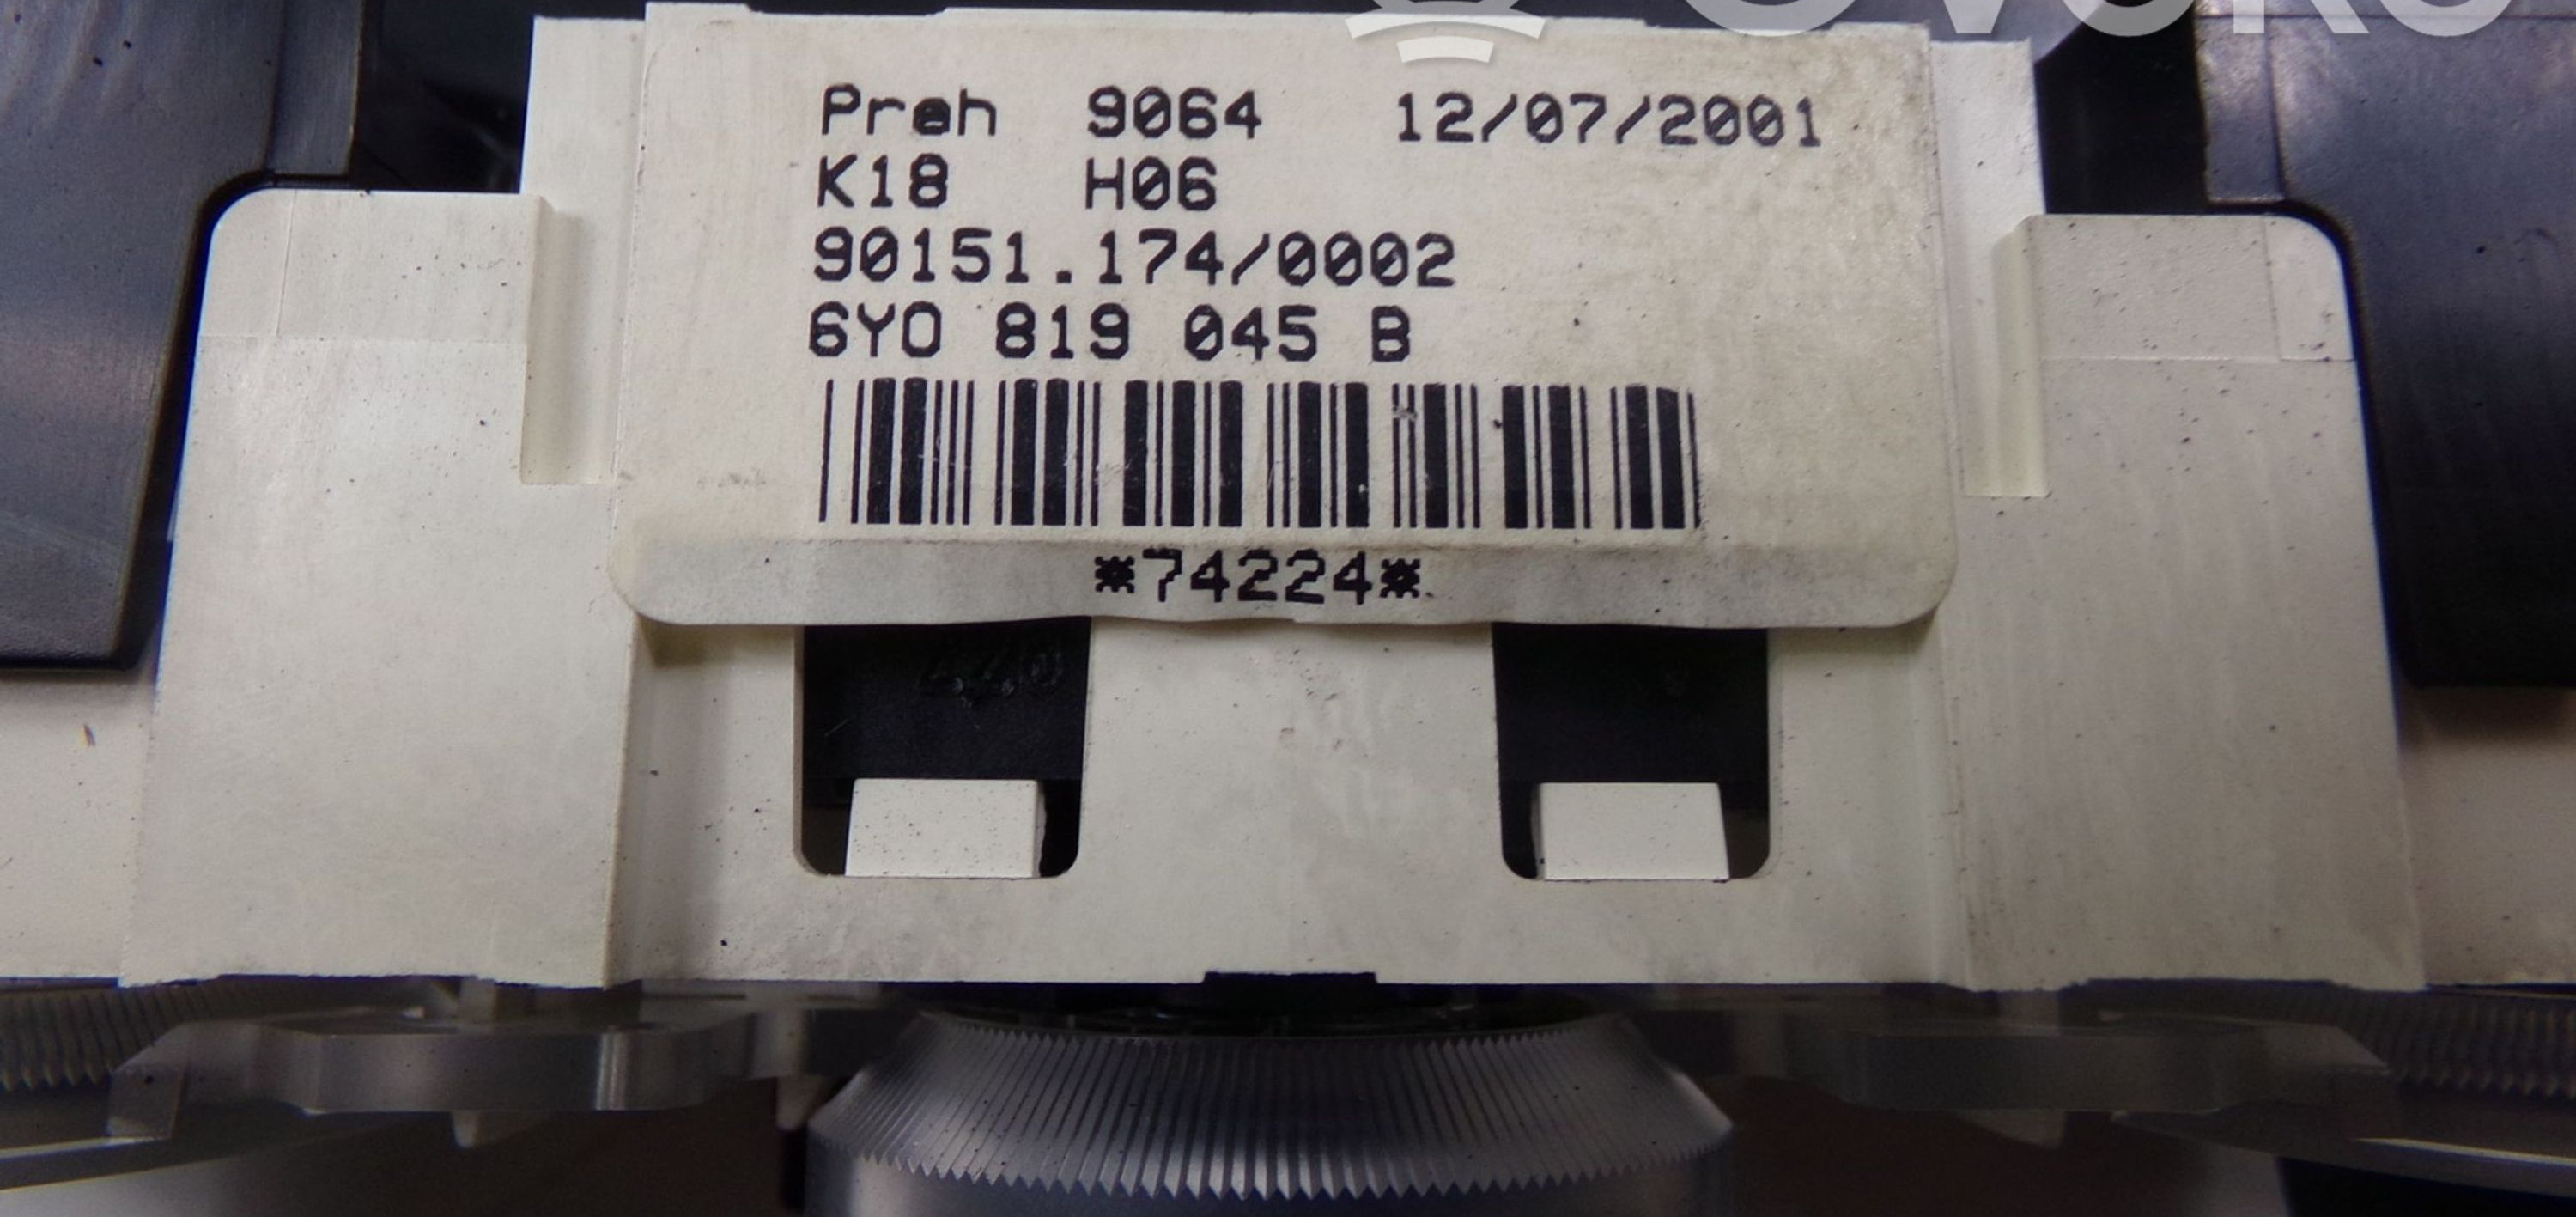 Preh 9064 12/07/2001
K18 H06
90151.174/0002
6Y0 819 045 B
*74224*